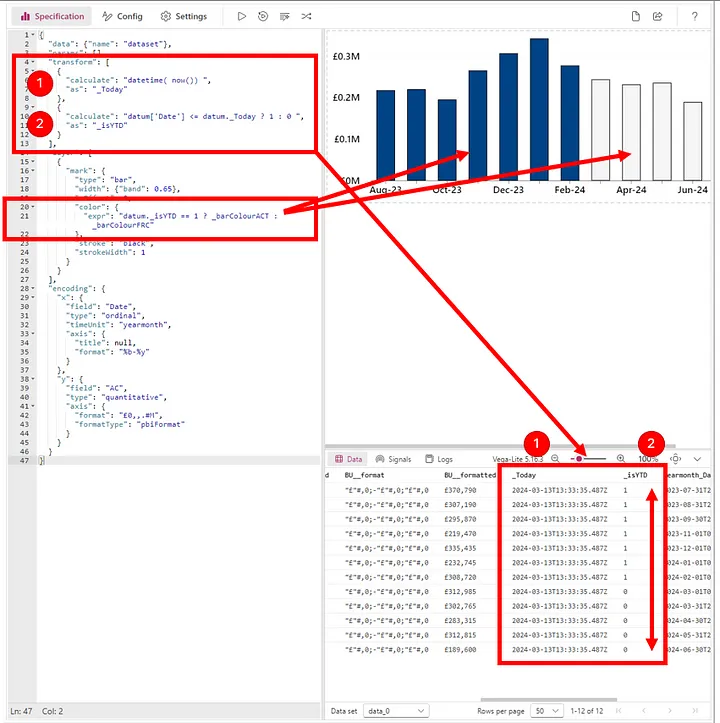 Specification Config Settings ?
1 {
2 "data": {"name": "dataset"},
3
4 "transform": [
5 {
6 "calculate": "datetime( now()) ",
7 "as": "_Today"
8 },
9 {
10 "calculate": "datum['Date'] <= datum._Today ? 1 : 0 ",
11 "as": "_isYTD"
12 }
13 ],
1
2
15 {
16 "mark": {
17 "type": "bar",
18 "width": {"band": 0.65},
20 "color": {
21 "expr": "datum._isYTD == 1 ? _barColourACT :
_barColourFRC"
22 },
23 "stroke": "black",
24 "strokeWidth": 1
25 }
26 }
27 ],
28 "encoding": {
29 "x": {
30 "field": "Date",
31 "type": "ordinal",
32 "timeUnit": "yearmonth",
33 "axis": {
34 "title": null,
35 "format": "%b-%y"
36 }
37 },
38 "y": {
39 "field": "AC",
40 "type": "quantitative",
41 "axis": {
42 "format": "£0,,.#M",
43 "formatType": "pbiFormat"
44 }
45 }
46 }
47 }
Ln: 47 Col: 2
£0.3M
£0.2M
£0.1M
£0M
Aug-23 Oct-23 Dec-23 Feb-24 Apr-24 Jun-24
1 2
Data Signals Logs Vega-Lite 5.16.3 100%
d BU__format BU__formatted _Today _isYTD yearmonth_Da
"£"#,0;-"£"#,0;"£"#,0 £370,790 2024-03-13T13:33:35.487Z 1 2023-07-31T2
"£"#,0;-"£"#,0;"£"#,0 £307,190 2024-03-13T13:33:35.487Z 1 2023-08-31T2
"£"#,0;-"£"#,0;"£"#,0 £295,870 2024-03-13T13:33:35.487Z 1 2023-09-30T2
"£"#,0;-"£"#,0;"£"#,0 £219,470 2024-03-13T13:33:35.487Z 1 2023-11-01T0
"£"#,0;-"£"#,0;"£"#,0 £335,435 2024-03-13T13:33:35.487Z 1 2023-12-01T0
"£"#,0;-"£"#,0;"£"#,0 £232,745 2024-03-13T13:33:35.487Z 1 2024-01-01T0
"£"#,0;-"£"#,0;"£"#,0 £308,720 2024-03-13T13:33:35.487Z 1 2024-02-01T0
"£"#,0;-"£"#,0;"£"#,0 £312,985 2024-03-13T13:33:35.487Z 0 2024-03-01T0
"£"#,0;-"£"#,0;"£"#,0 £302,765 2024-03-13T13:33:35.487Z 0 2024-03-31T2
"£"#,0;-"£"#,0;"£"#,0 £283,315 2024-03-13T13:33:35.487Z 0 2024-04-30T2
"£"#,0;-"£"#,0;"£"#,0 £312,815 2024-03-13T13:33:35.487Z 0 2024-05-31T2
"£"#,0;-"£"#,0;"£"#,0 £189,600 2024-03-13T13:33:35.487Z 0 2024-06-30T2
Data set data_0 Rows per page 50 1-12 of 12